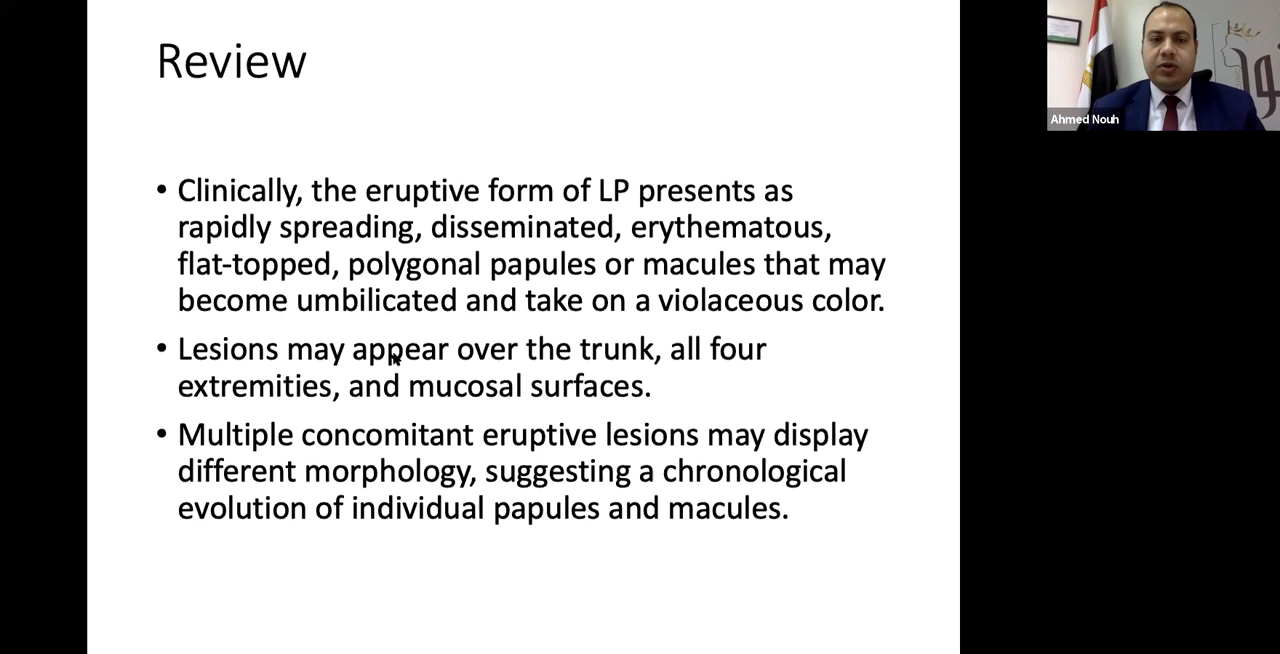 Review
• Clinically, the eruptive form of LP presents as
rapidly spreading, disseminated, erythematous,
flat-topped, polygonal papules or macules that may
become umbilicated and take on a violaceous color.
• Lesions may appear over the trunk, all four
extremities, and mucosal surfaces.
• Multiple concomitant eruptive lesions may display
different morphology, suggesting a chronological
evolution of individual papules and macules.
Ahmed Nouh